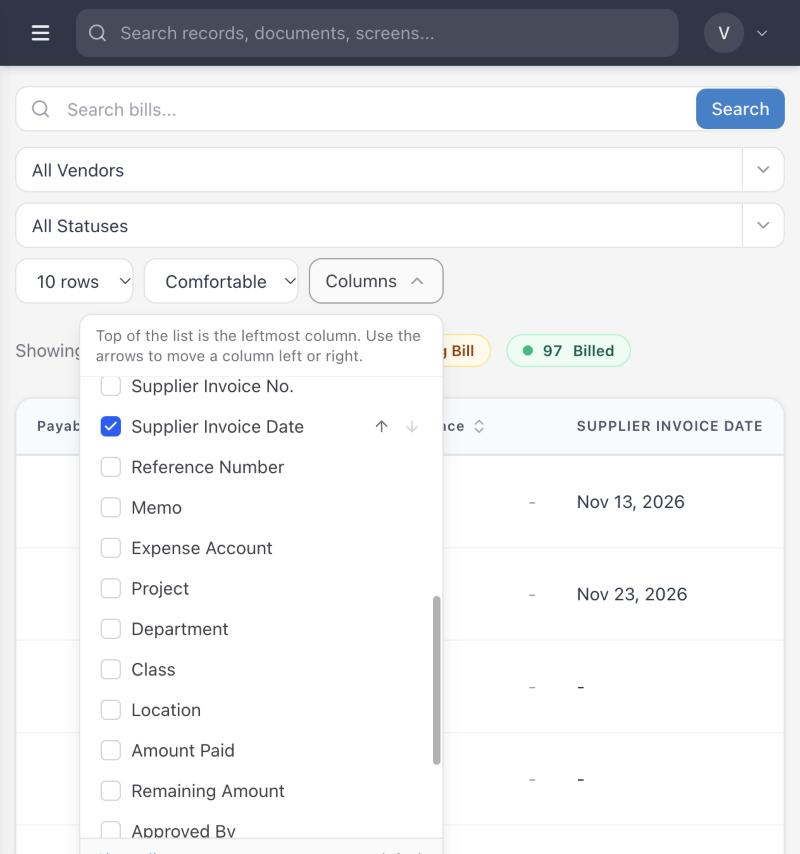 Search records, documents, screens...
V
Search bills...
Search
All Vendors
All Statuses
10 rows
Comfortable
Columns
Top of the list is the leftmost column. Use the
arrows to move a column left or right.
Showing
Bill
97 Billed
Supplier Invoice No.
Supplier Invoice Date
SUPPLIER INVOICE DATE
Reference Number
Memo
- Nov 13, 2026
Expense Account
Project
- Nov 23, 2026
Department
Class
- -
Location
Amount Paid
- -
Remaining Amount
Approved By